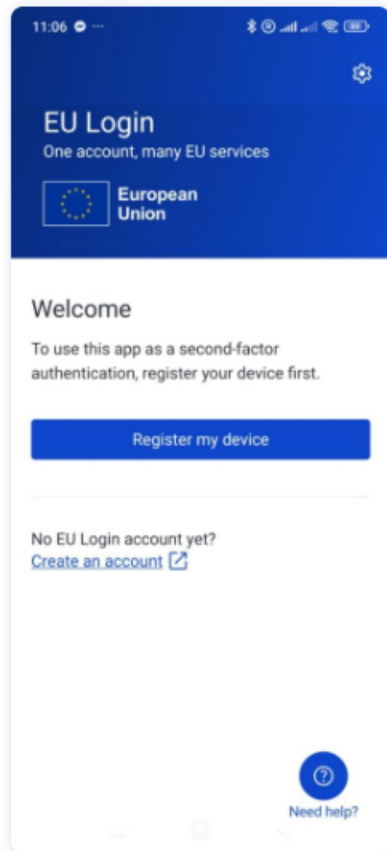 11:06
EU Login
One account, many EU services
European
Union
Welcome
To use this app as a second-factor
authentication, register your device first.
Register my device
No EU Login account yet?
Create an account
Need help?